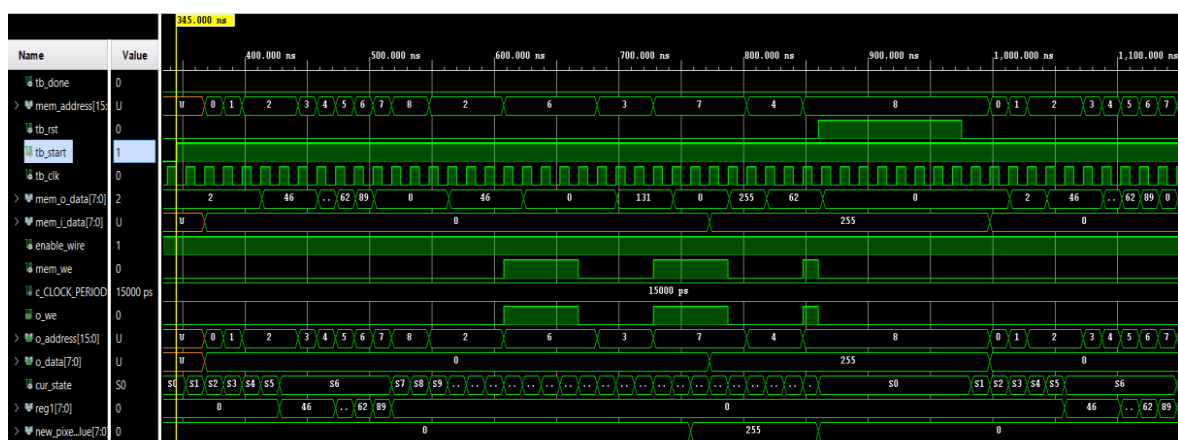 345.000 ns
Name Value
400.000 ns 500.000 ns 600.000 ns 700.000 ns 800.000 ns 900.000 ns 1,000.000 ns 1,100.000 ns
tb_done 0
mem_address[15: U U 0 1 2 3 4 5 6 7 8 2 6 3 7 4 8 0 1 2 3 4 5 6 7
tb_rst 0
tb_start 1
tb_clk 0
mem_o_data[7:0] 2 2 46 .. 62 89 0 46 0 131 0 255 62 0 2 46 .. 62 89 0
mem_i_data[7:0] U U 0 255 0
enable_wire 1
mem_we 0
c_CLOCK_PERIOD 15000 ps 15000 ps
o_we 0
o_address[15:0] U U 0 1 2 3 4 5 6 7 8 2 6 3 7 4 8 0 1 2 3 4 5 6 7
o_data[7:0] U U 0 255 0
cur_state S0 S0 S1 S2 S3 S4 S5 S6 S7 S8 S9 .. .. .. .. .. .. .. .. .. .. .. .. .. .. .. .. .. .. .. . S0 S1 S2 S3 S4 S5 S6
reg1[7:0] 0 0 46 .. 62 89 0 46 .. 62 89
new_pixe...lue[7:0 0 0 255 0